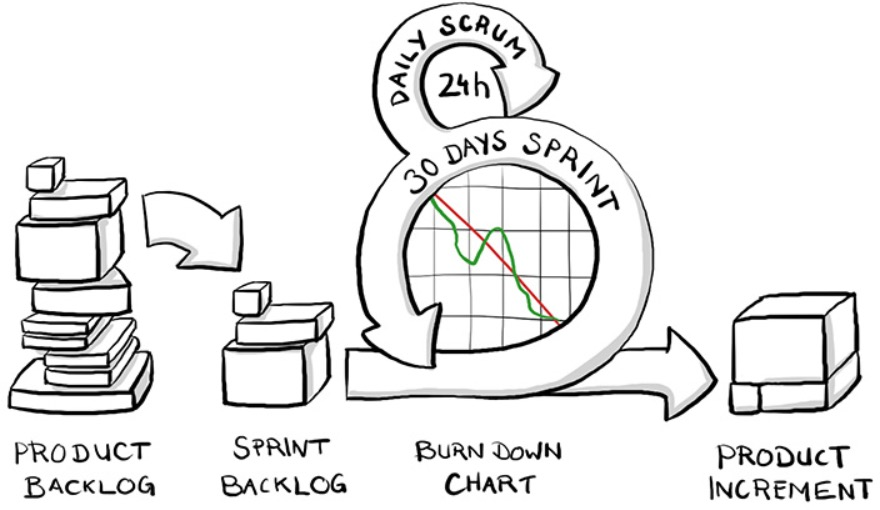 DAILY SCRUM
24h
30 DAYS SPRINT
PRODUCT
BACKLOG
SPRINT
BACKLOG
BURN DOWN
CHART
PRODUCT
INCREMENT